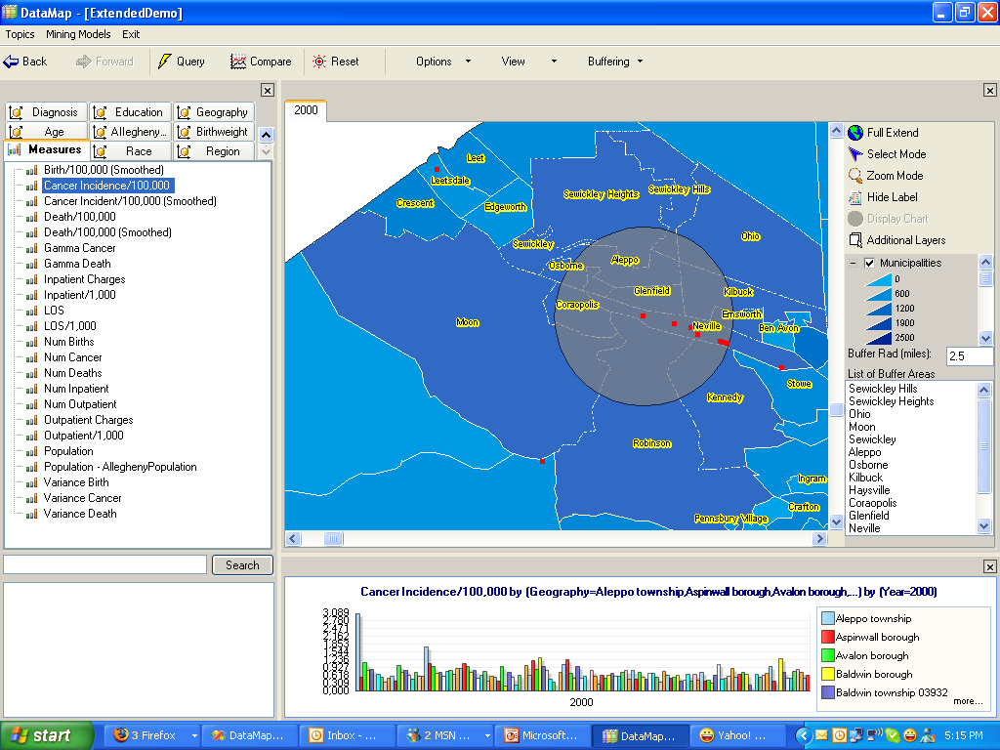 DataMap - [ExtendedDemo]
Topics Mining Models Exit
Back Forward Query Compare Reset Options View Buffering
Diagnosis Education Geography
Age Allegheny... Birthweight
Measures Race Region
Birth/100,000 (Smoothed)
Cancer Incidence/100,000
Cancer Incident/100,000 (Smoothed)
Death/100,000
Death/100,000 (Smoothed)
Gamma Cancer
Gamma Death
Inpatient Charges
Inpatient/1,000
LOS
LOS/1,000
Num Births
Num Cancer
Num Deaths
Num Inpatient
Num Outpatient
Outpatient Charges
Outpatient/1,000
Population
Population - AlleghenyPopulation
Variance Birth
Variance Cancer
Variance Death
Search
2000
Leet
Leetsdale
Crescent
Edgeworth
Sewickley Heights
Sewickley Hills
Ohio
Sewickley
Osborne
Aleppo
Glenfield
Kilbuck
Coraopolis
Emsworth
Moon
Neville
Ben Avon
Stowe
Kennedy
Robinson
Ingram
Crafton
Pennsbury Village
Full Extend
Select Mode
Zoom Mode
Hide Label
Display Chart
Additional Layers
Municipalities
0
600
1200
1900
2500
Buffer Rad (miles): 2.5
List of Buffer Areas
Sewickley Hills
Sewickley Heights
Ohio
Moon
Sewickley
Aleppo
Osborne
Kilbuck
Haysville
Coraopolis
Glenfield
Neville
Cancer Incidence/100,000 by (Geography=Aleppo township,Aspinwall borough,Avalon borough,...) by (Year=2000)
3.089
2.780
2.471
2.162
1.853
1.544
1.236
0.927
0.618
0.309
0.000
2000
Aleppo township
Aspinwall borough
Avalon borough
Baldwin borough
Baldwin township 03932
more...
start 3 Firefox DataMap... Inbox - ... 2 MSN ... Microsoft... DataMap... Yahoo! ... 5:15 PM